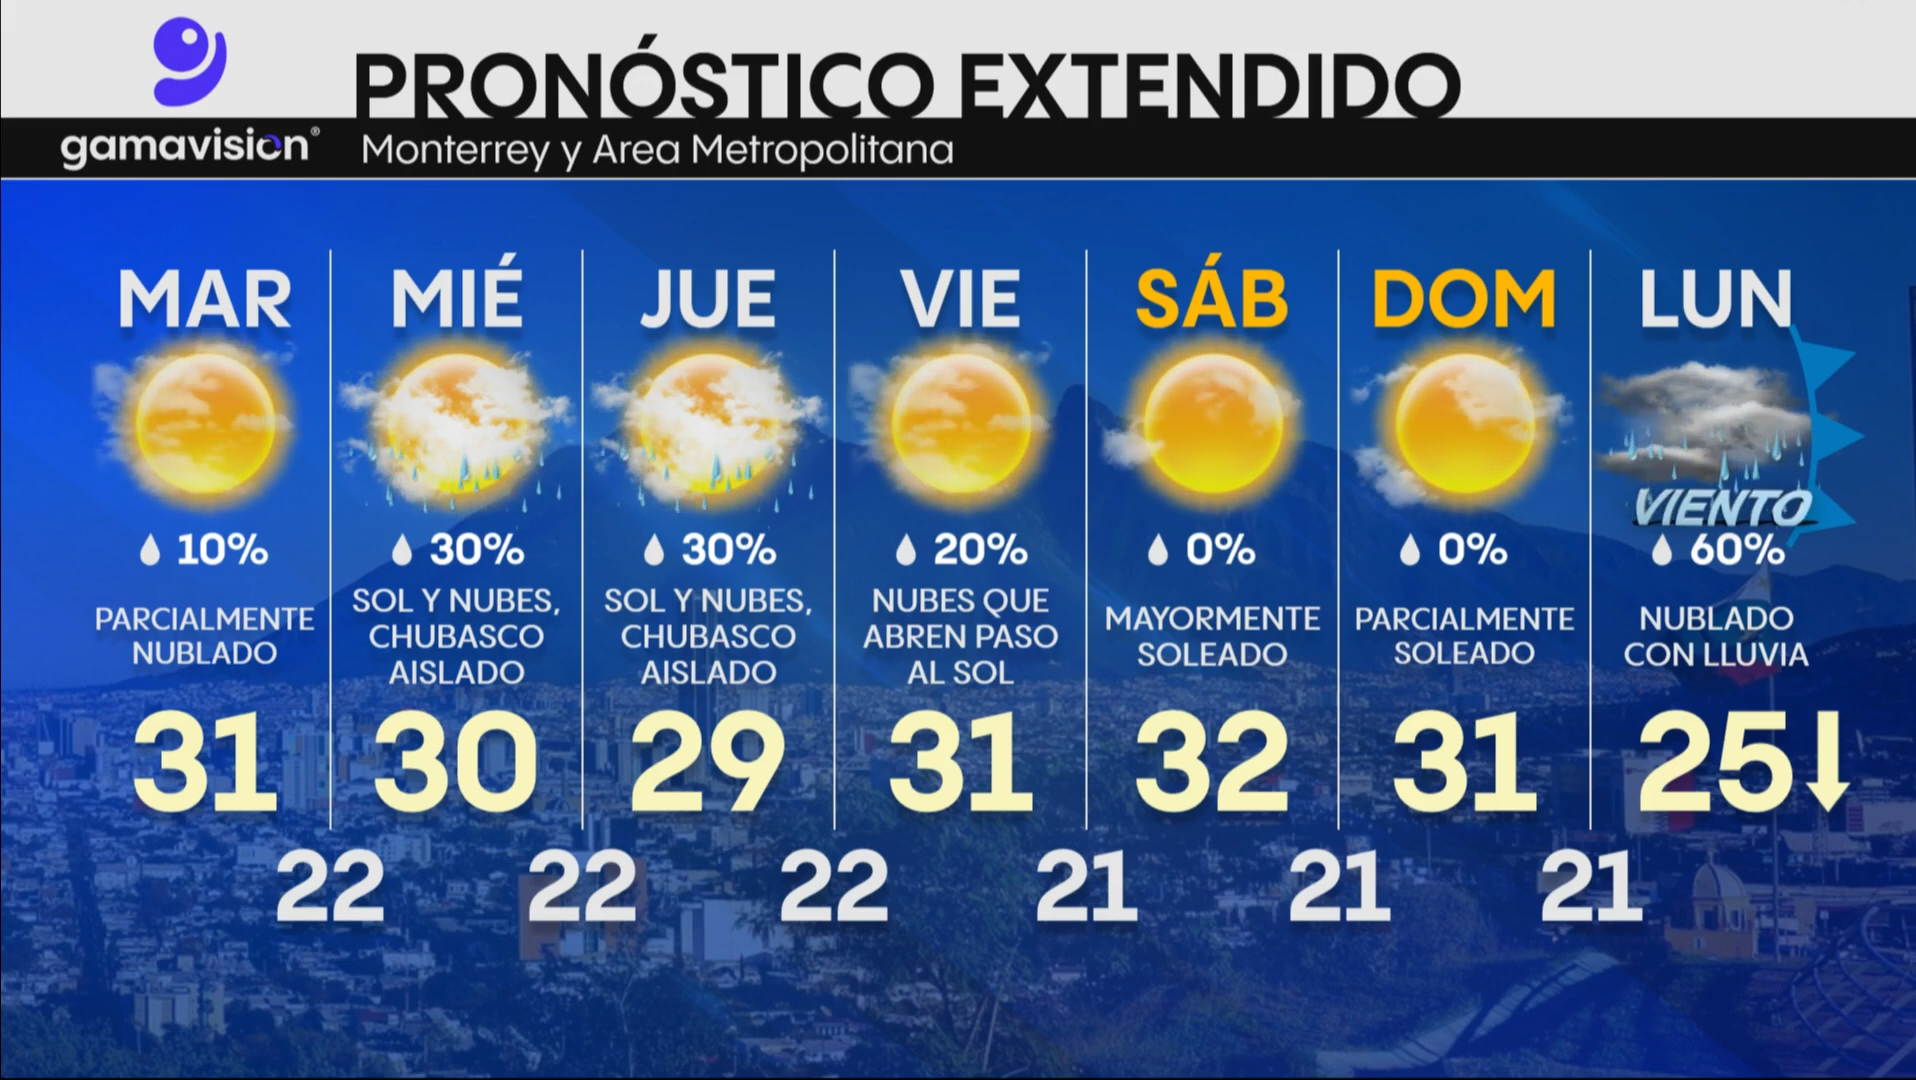 PRONÓSTICO EXTENDIDO
gamavision®
Monterrey y Area Metropolitana
MAR
10%
PARCIALMENTE
NUBLADO
31
MIÉ
30%
SOL Y NUBES,
CHUBASCO
AISLADO
30
JUE
30%
SOL Y NUBES,
CHUBASCO
AISLADO
29
VIE
20%
NUBES QUE
ABREN PASO
AL SOL
31
SÁB
0%
MAYORMENTE
SOLEADO
32
DOM
0%
PARCIALMENTE
SOLEADO
31
LUN
VIENTO
60%
NUBLADO
CON LLUVIA
25↓
22
22
22
21
21
21